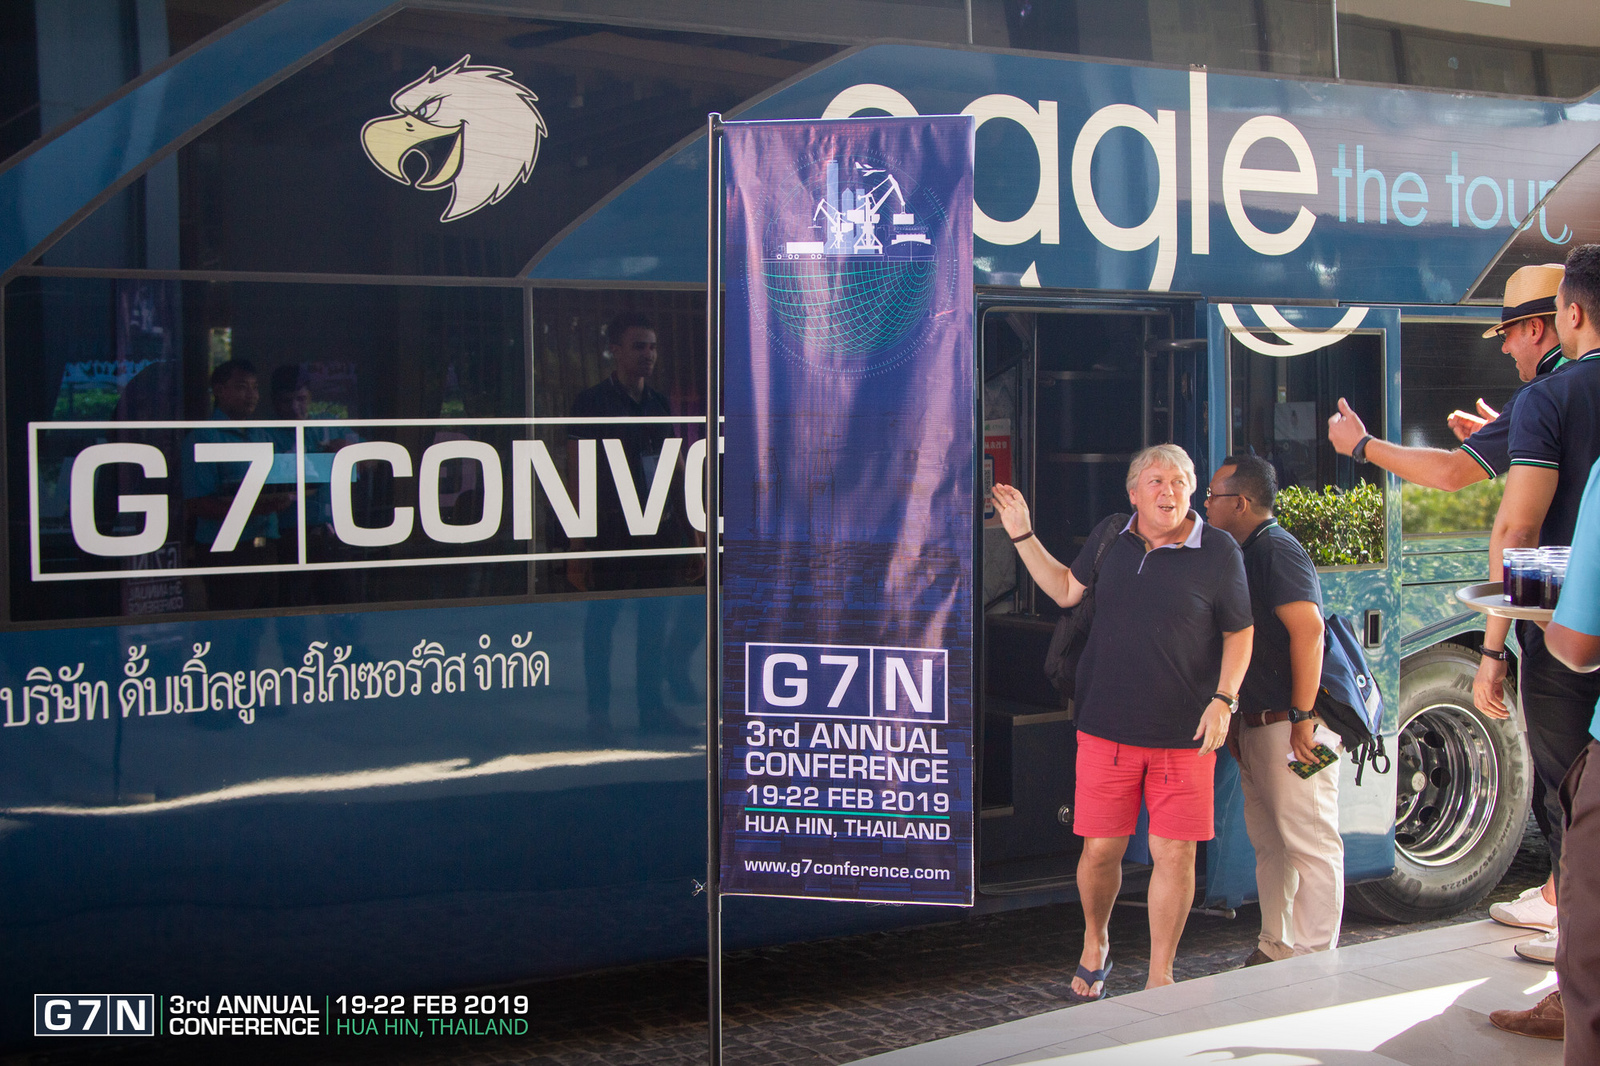 eagle the tour
G7 CONVO
บริษัท ดั๊บเบิ้ลยูคาร์โก้เซอร์วิส จำกัด
G7N
3rd ANNUAL
CONFERENCE
19-22 FEB 2019
HUA HIN, THAILAND
www.g7conference.com
G7N 3rd ANNUAL CONFERENCE 19-22 FEB 2019 HUA HIN, THAILAND